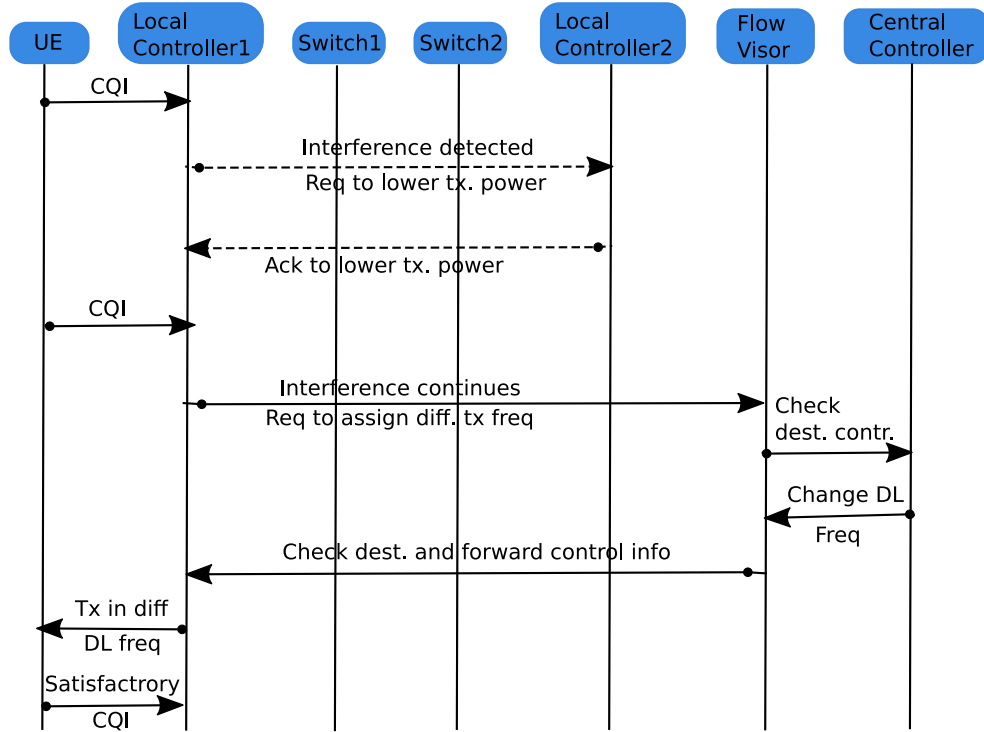 UE
Local
Controller1
Switch1
Switch2
Local
Controller2
Flow
Visor
Central
Controller
CQI
Interference detected
Req to lower tx. power
Ack to lower tx. power
CQI
Interference continues
Req to assign diff. tx freq
Check
dest. contr.
Change DL
Freq
Check dest. and forward control info
Tx in diff
DL freq
Satisfactrory
CQI